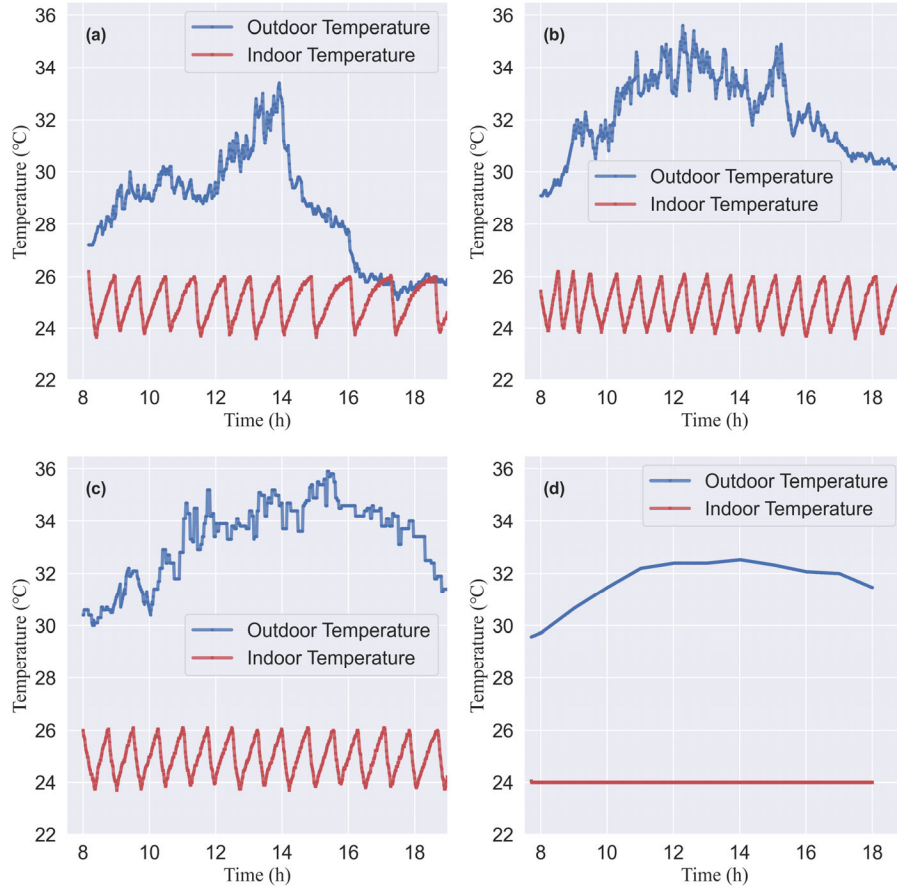 (a)
Outdoor Temperature
Indoor Temperature
36
34
32
30
28
26
24
22
Temperature (°C)
8 10 12 14 16 18
Time (h)
(b)
Outdoor Temperature
Indoor Temperature
36
34
32
30
28
26
24
22
Temperature (°C)
8 10 12 14 16 18
Time (h)
(c)
Outdoor Temperature
Indoor Temperature
36
34
32
30
28
26
24
22
Temperature (°C)
8 10 12 14 16 18
Time (h)
(d)
Outdoor Temperature
Indoor Temperature
36
34
32
30
28
26
24
22
Temperature (°C)
8 10 12 14 16 18
Time (h)